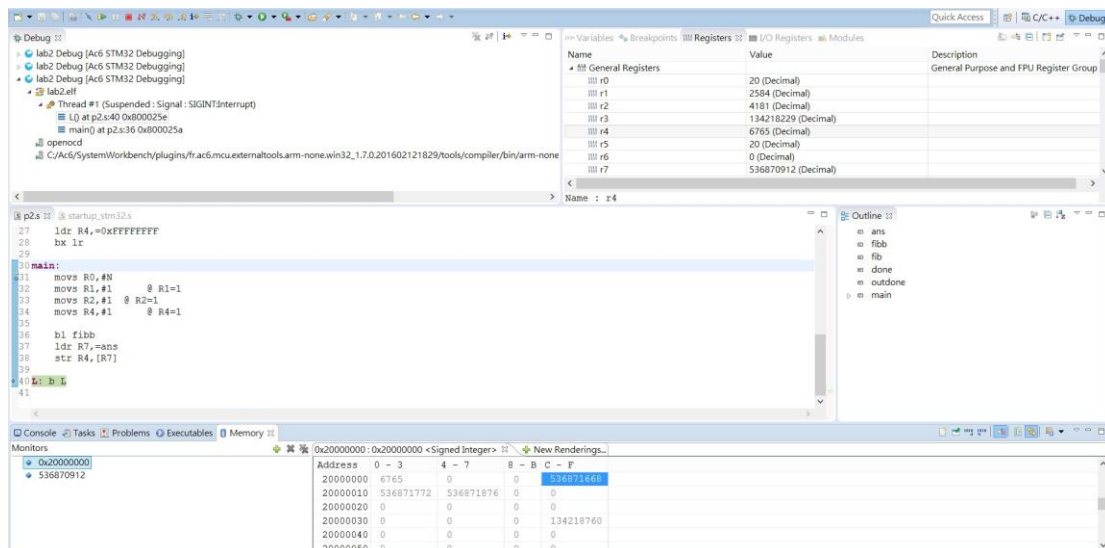 Quick Access
C/C++
Debug
Debug
lab2 Debug [Ac6 STM32 Debugging]
lab2 Debug [Ac6 STM32 Debugging]
lab2 Debug [Ac6 STM32 Debugging]
lab2.elf
Thread #1 (Suspended : Signal : SIGINT:Interrupt)
L() at p2.s:40 0x800025e
main() at p2.s:36 0x800025a
openocd
C:/Ac6/SystemWorkbench/plugins/fr.ac6.mcu.externaltools.arm-none.win32_1.7.0.201602121829/tools/compiler/bin/arm-none
Variables Breakpoints Registers I/O Registers Modules
Name Value Description
General Registers General Purpose and FPU Register Group
r0 20 (Decimal)
r1 2584 (Decimal)
r2 4181 (Decimal)
r3 134218229 (Decimal)
r4 6765 (Decimal)
r5 20 (Decimal)
r6 0 (Decimal)
r7 536870912 (Decimal)
Name : r4
p2.s startup_stm32.s
27 ldr R4,=0xFFFFFFFF
28 bx lr
29
30 main:
31 movs R0,#N
32 movs R1,#1 @ R1=1
33 movs R2,#1 @ R2=1
34 movs R4,#1 @ R4=1
35
36 bl fibb
37 ldr R7,=ans
38 str R4,[R7]
39
40 L: b L
41
Outline
ans
fibb
fib
done
outdone
main
Console Tasks Problems Executables Memory
Monitors
0x20000000
536870912
0x20000000 : 0x20000000 <Signed Integer> New Renderings...
Address 0 - 3 4 - 7 8 - B C - F
20000000 6765 0 0 536871668
20000010 536871772 536871876 0 0
20000020 0 0 0 0
20000030 0 0 0 134218760
20000040 0 0 0 0